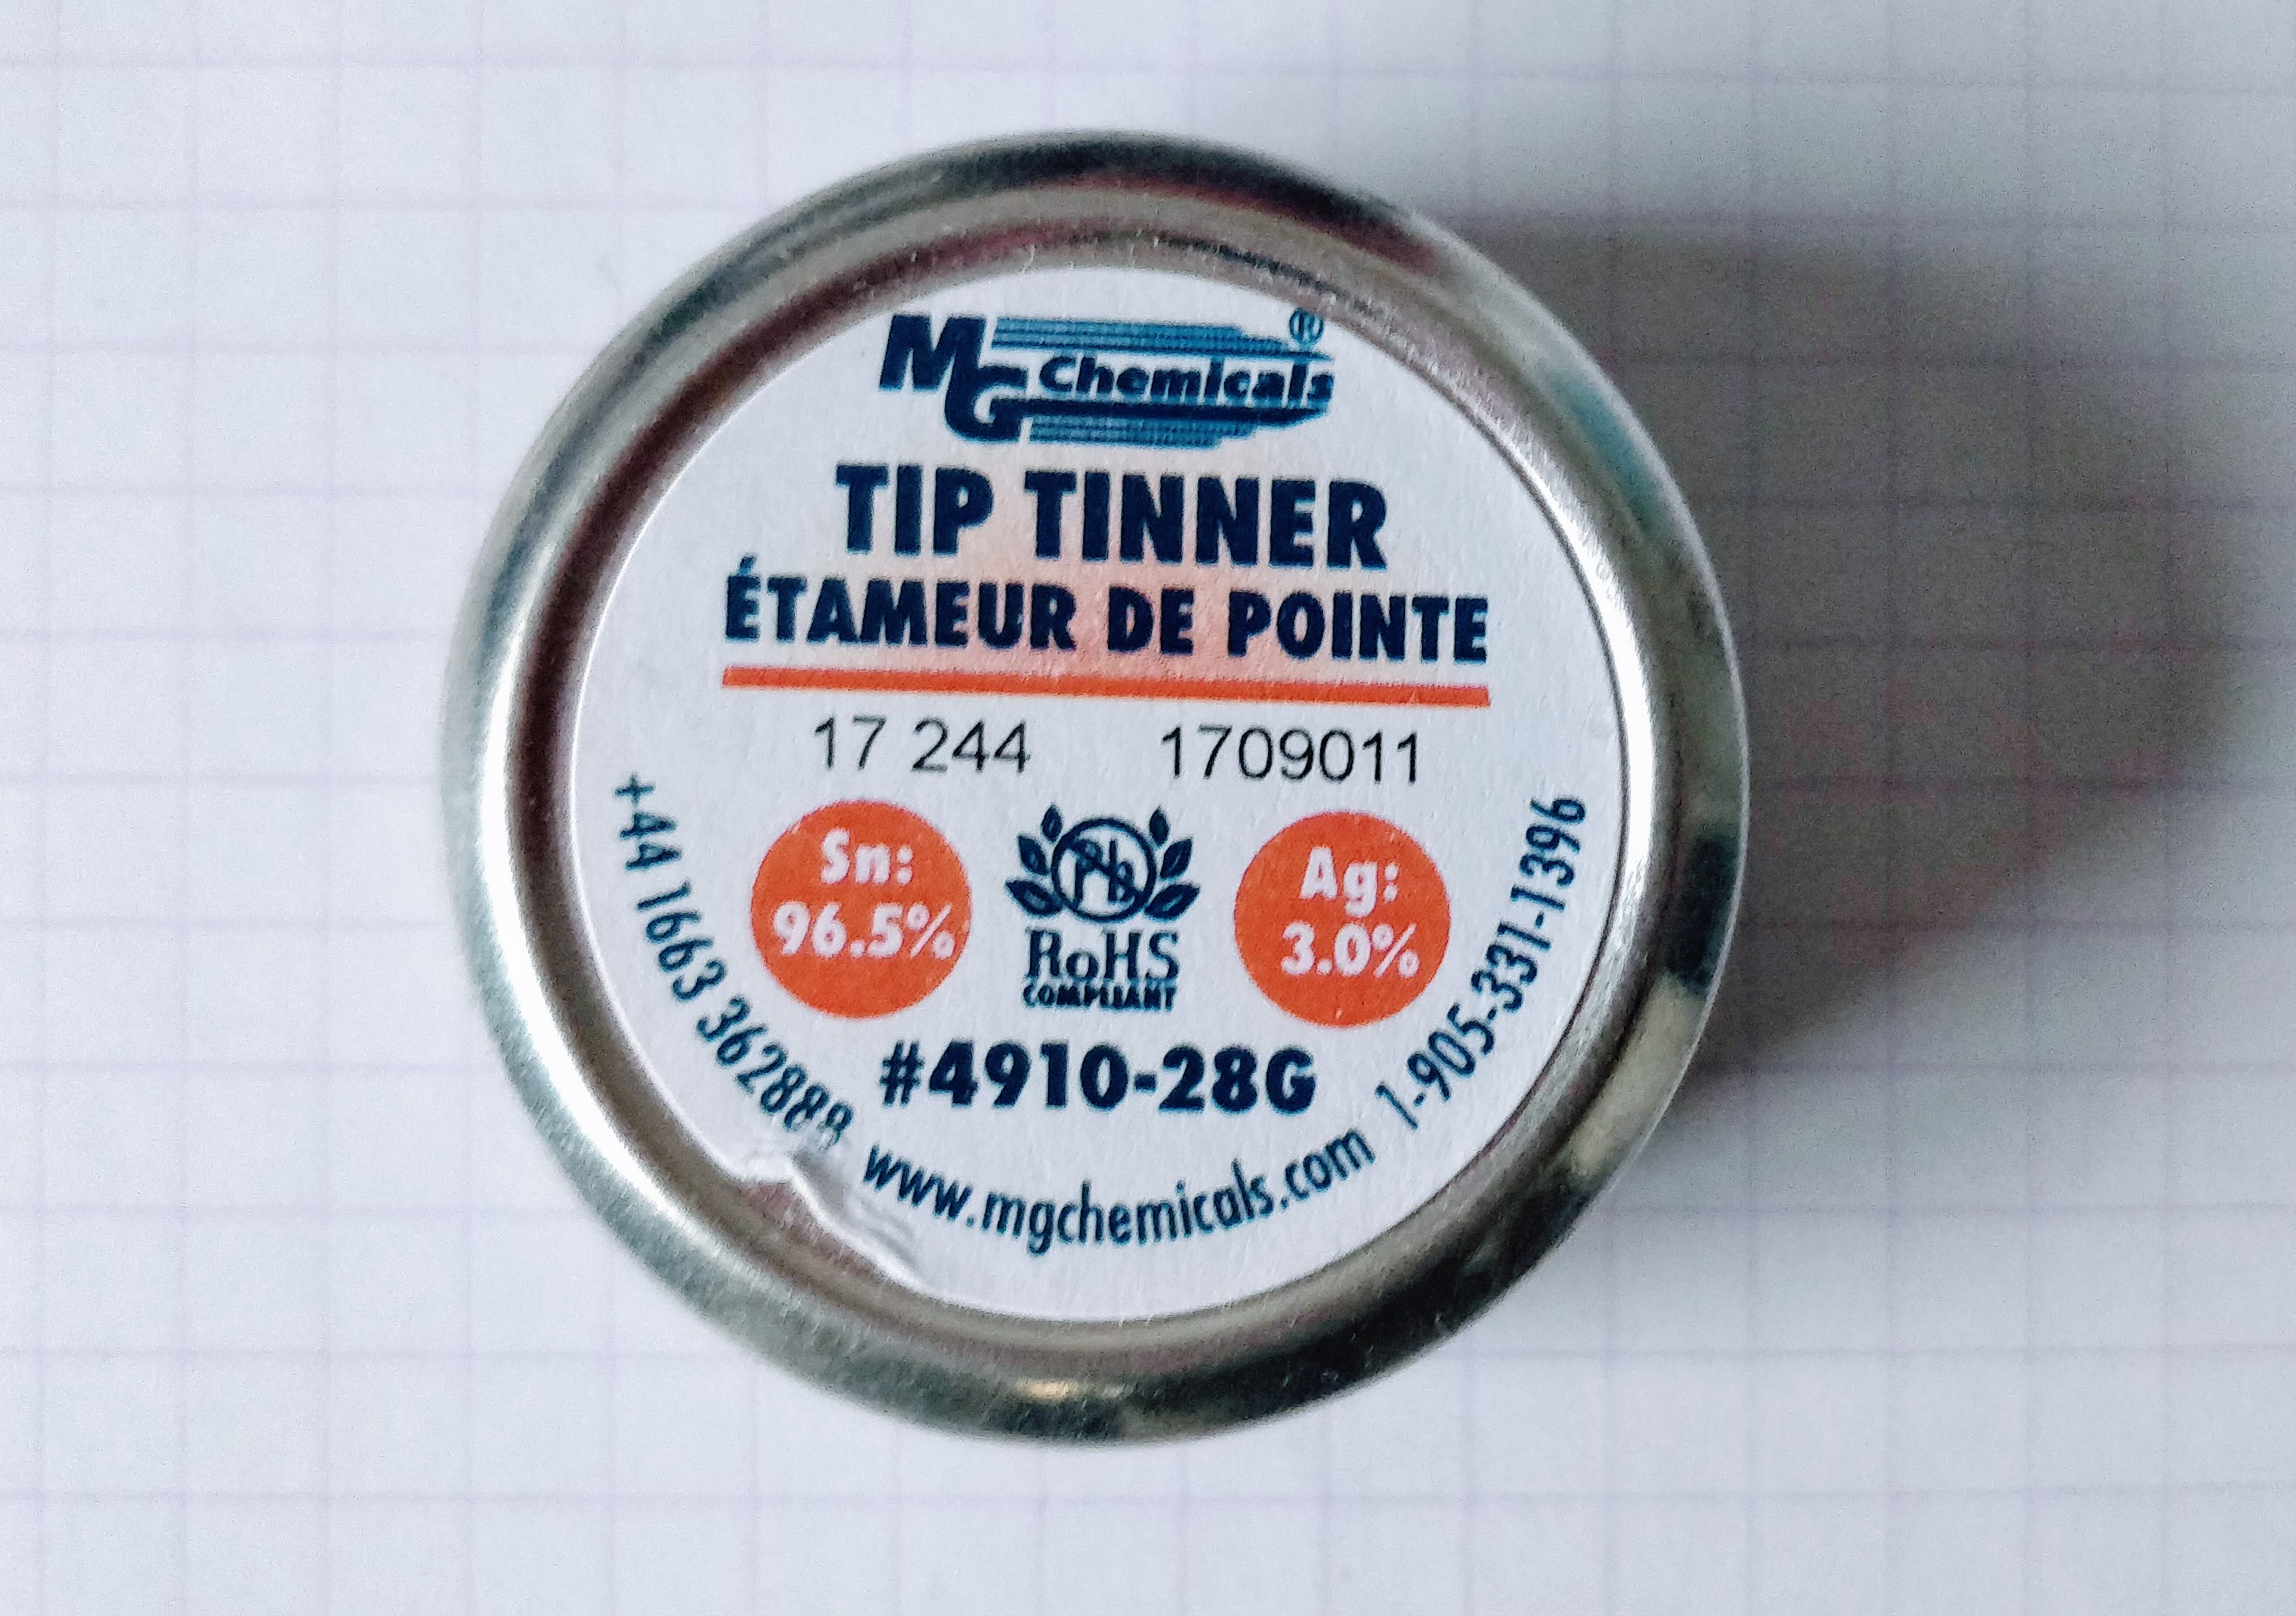 MG Chemicals®
TIP TINNER
ÉTAMEUR DE POINTE
17 244 1709011
Sn:
96.5%
Pb
RoHS
COMPLIANT
Ag:
3.0%
#4910-28G
+44 1663 362888
www.mgchemicals.com
1-905-331-1396